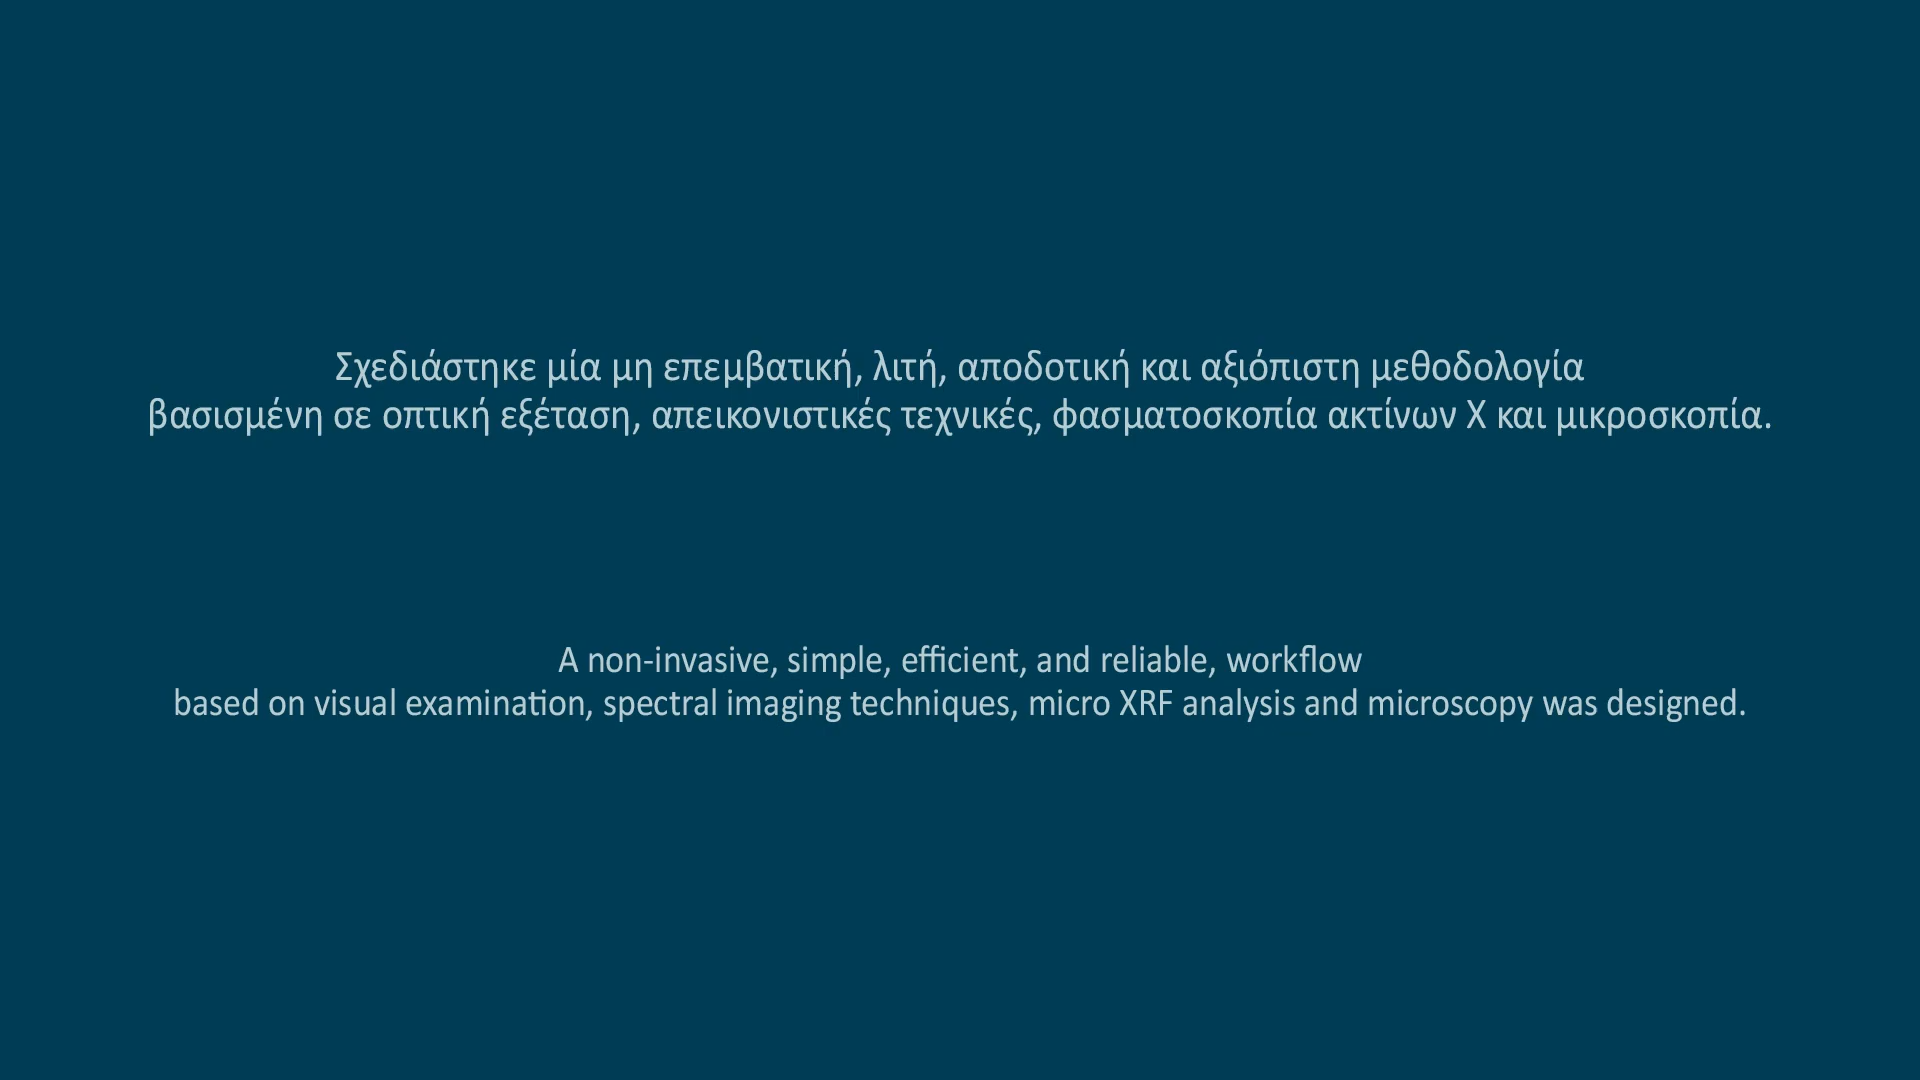 Σχεδιάστηκε μία μη επεμβατική, λιτή, αποδοτική και αξιόπιστη μεθοδολογία
βασισμένη σε οπτική εξέταση, απεικονιστικές τεχνικές, φασματοσκοπία ακτίνων Χ και μικροσκοπία.
A non-invasive, simple, efficient, and reliable, workflow
based on visual examination, spectral imaging techniques, micro XRF analysis and microscopy was designed.